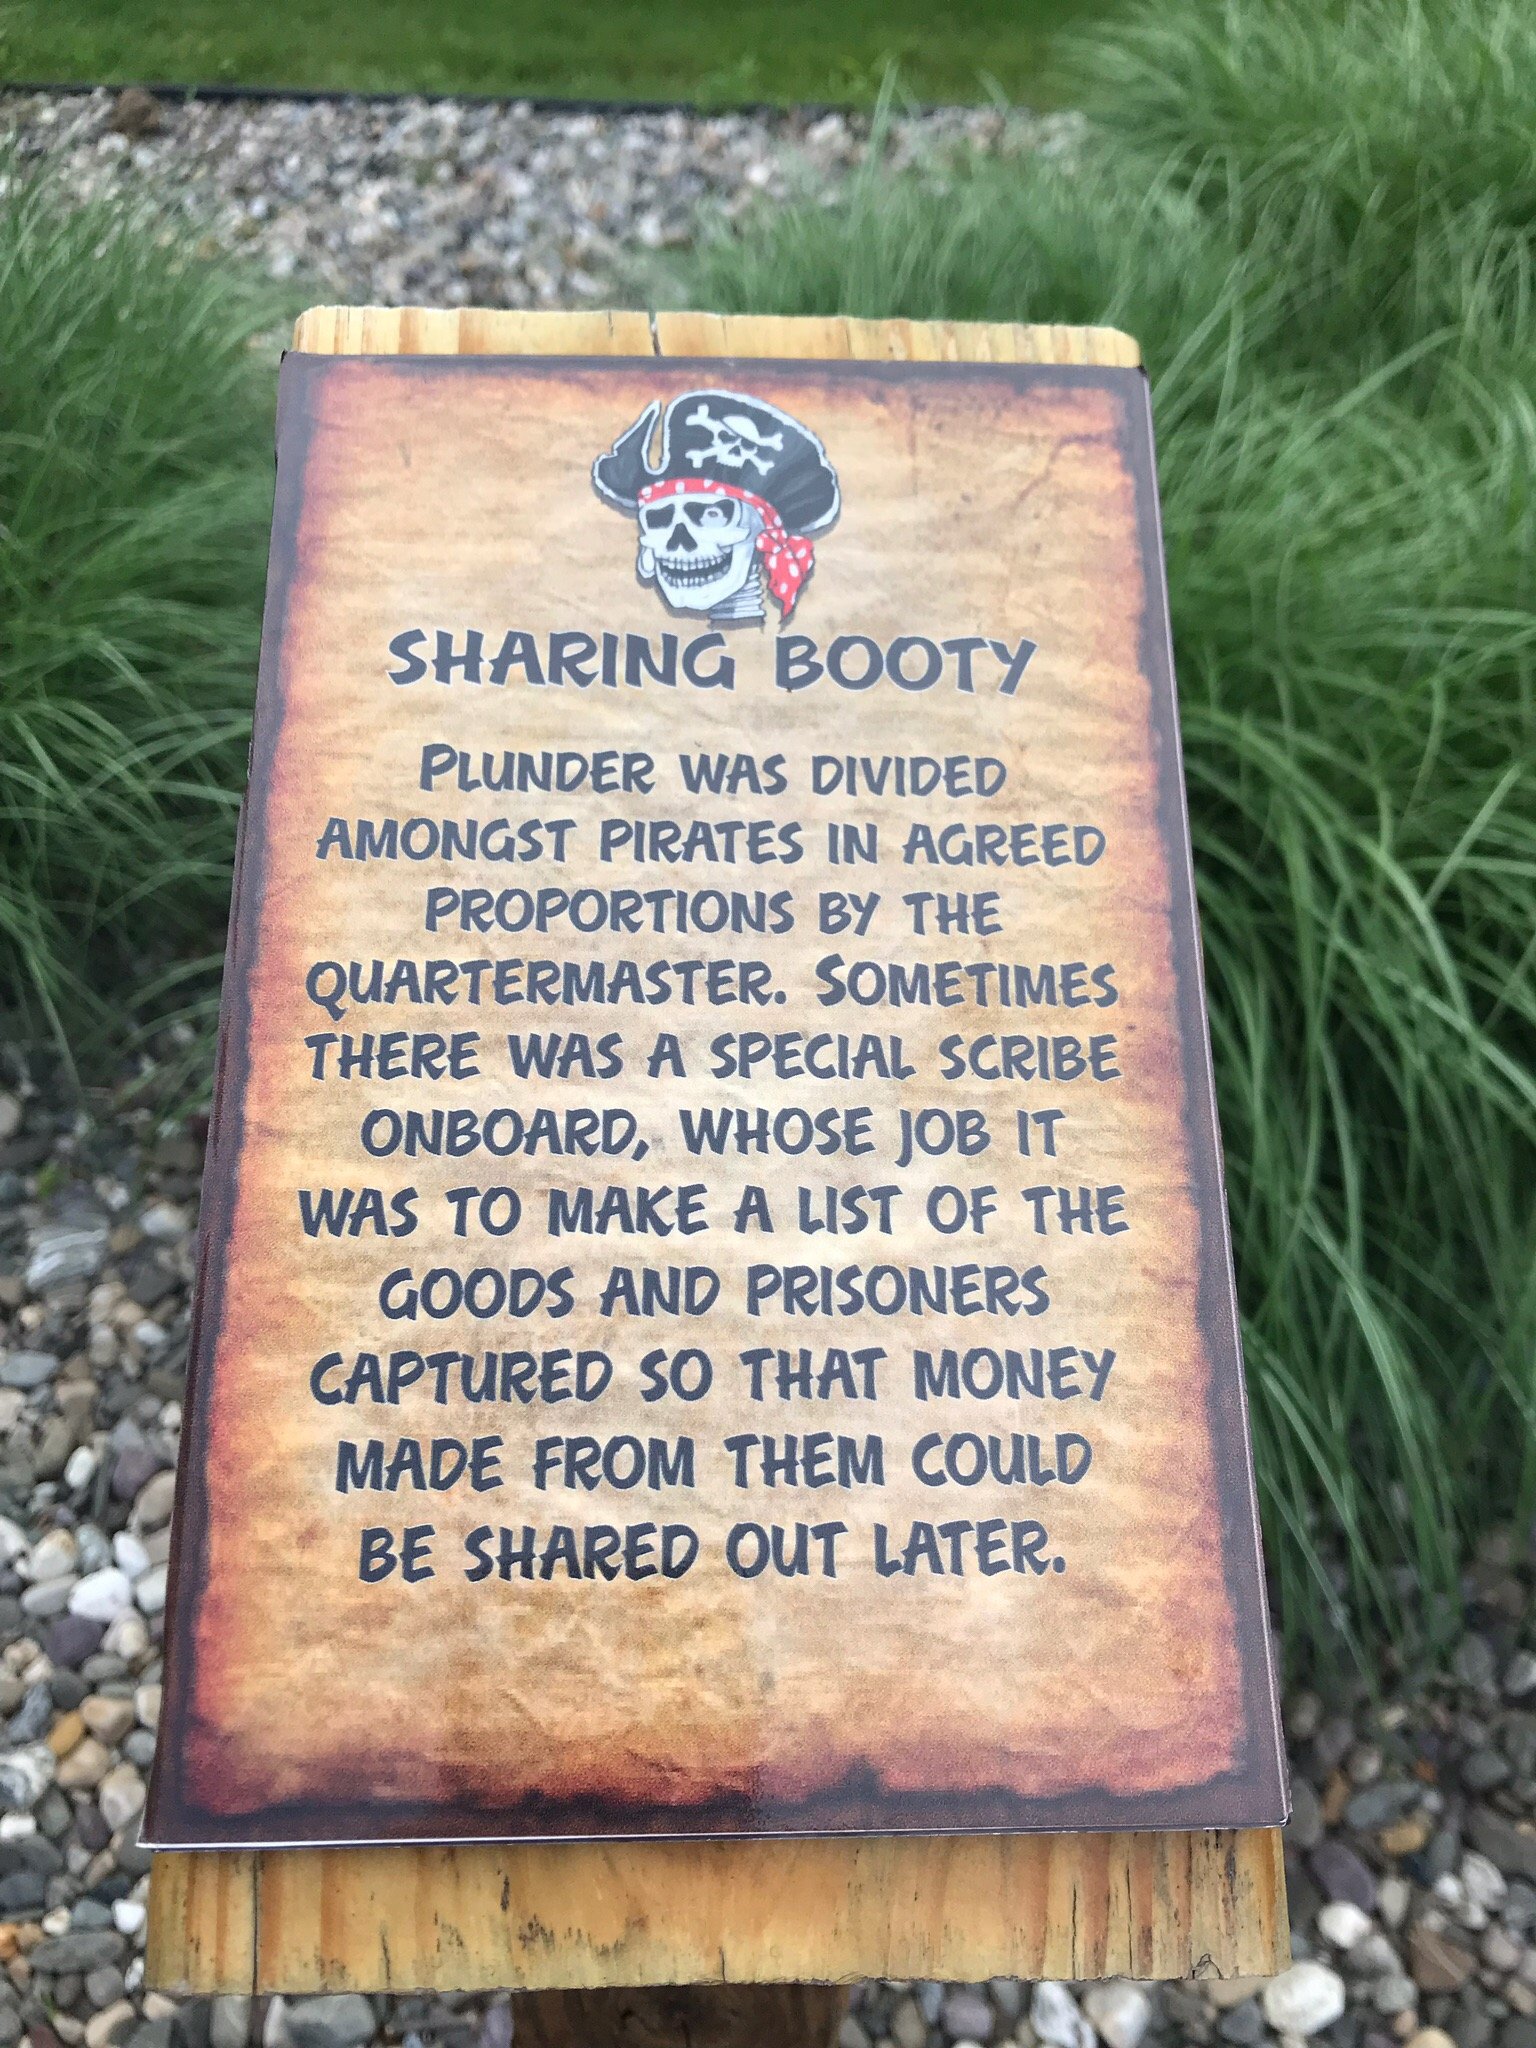 SHARING BOOTY
PLUNDER WAS DIVIDED
AMONGST PIRATES IN AGREED
PROPORTIONS BY THE
QUARTERMASTER. SOMETIMES
THERE WAS A SPECIAL SCRIBE
ONBOARD, WHOSE JOB IT
WAS TO MAKE A LIST OF THE
GOODS AND PRISONERS
CAPTURED SO THAT MONEY
MADE FROM THEM COULD
BE SHARED OUT LATER.